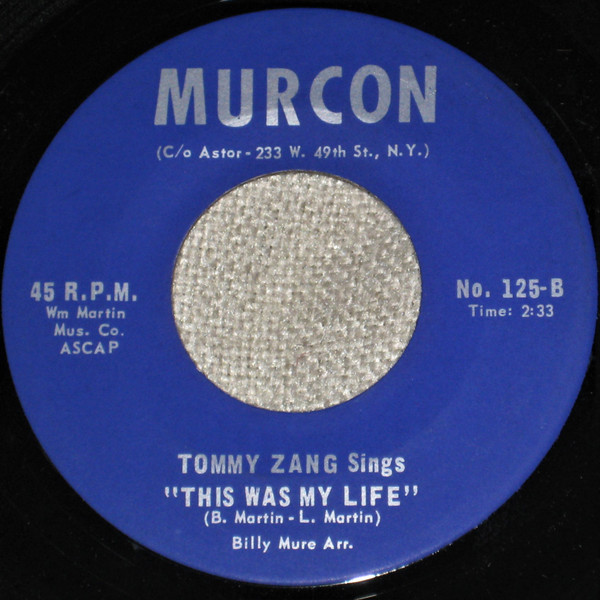 MURCON
(C/o Astor - 233 W. 49th St., N.Y.)
45 R.P.M.
Wm Martin
Mus. Co.
ASCAP
No. 125-B
Time: 2:33
TOMMY ZANG Sings
"THIS WAS MY LIFE"
(B. Martin - L. Martin)
Billy Mure Arr.